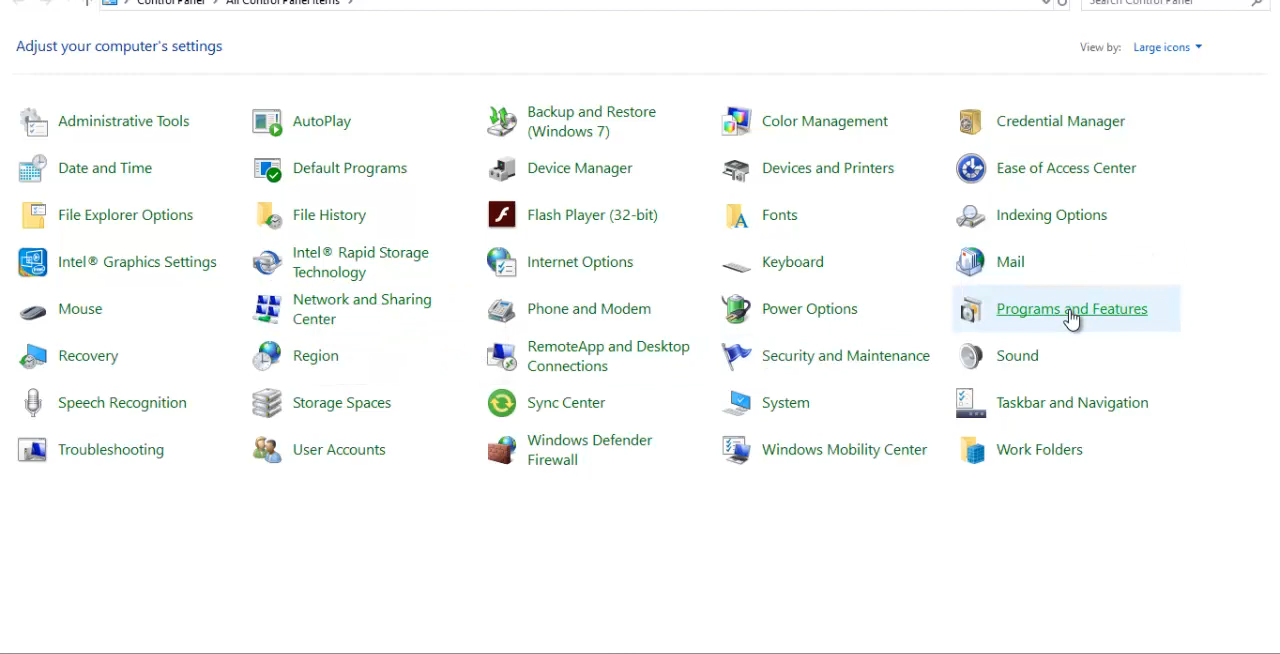 Control Panel > All Control Panel Items >
Search Control Panel
Adjust your computer's settings
View by: Large icons
Administrative Tools
AutoPlay
Backup and Restore
(Windows 7)
Color Management
Credential Manager
Date and Time
Default Programs
Device Manager
Devices and Printers
Ease of Access Center
File Explorer Options
File History
Flash Player (32-bit)
Fonts
Indexing Options
Intel® Graphics Settings
Intel® Rapid Storage
Technology
Internet Options
Keyboard
Mail
Mouse
Network and Sharing
Center
Phone and Modem
Power Options
Programs and Features
Recovery
Region
RemoteApp and Desktop
Connections
Security and Maintenance
Sound
Speech Recognition
Storage Spaces
Sync Center
System
Taskbar and Navigation
Troubleshooting
User Accounts
Windows Defender
Firewall
Windows Mobility Center
Work Folders